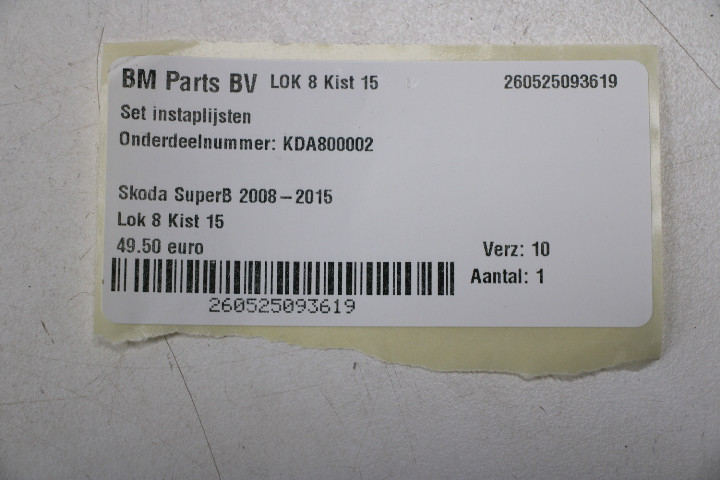 BM Parts BV LOK 8 Kist 15 260525093619
Set instaplijsten
Onderdeelnummer: KDA800002
Skoda SuperB 2008-2015
Lok 8 Kist 15
49.50 euro Verz: 10
Aantal: 1
260525093619